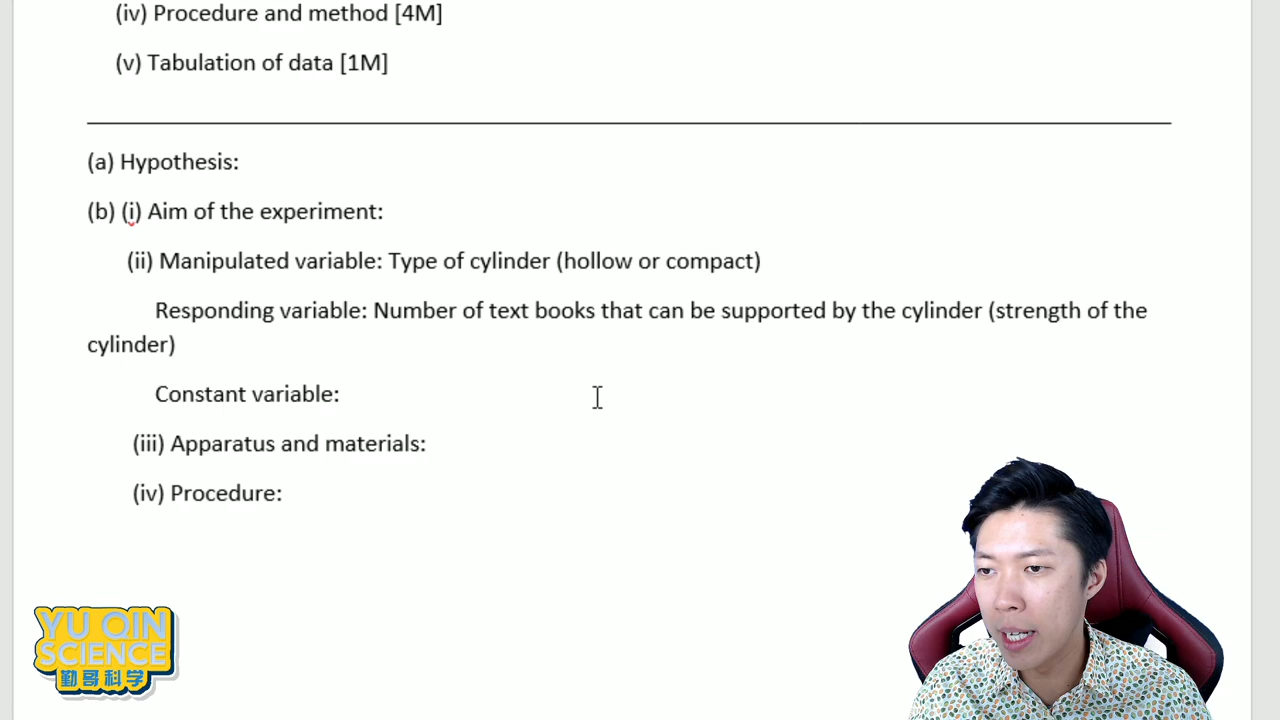 (iv) Procedure and method [4M]
(v) Tabulation of data [1M]
(a) Hypothesis:
(b) (i) Aim of the experiment:
(ii) Manipulated variable: Type of cylinder (hollow or compact)
Responding variable: Number of text books that can be supported by the cylinder (strength of the
cylinder)
Constant variable:
(iii) Apparatus and materials:
(iv) Procedure:
YU QIN
SCIENCE
勤哥科学